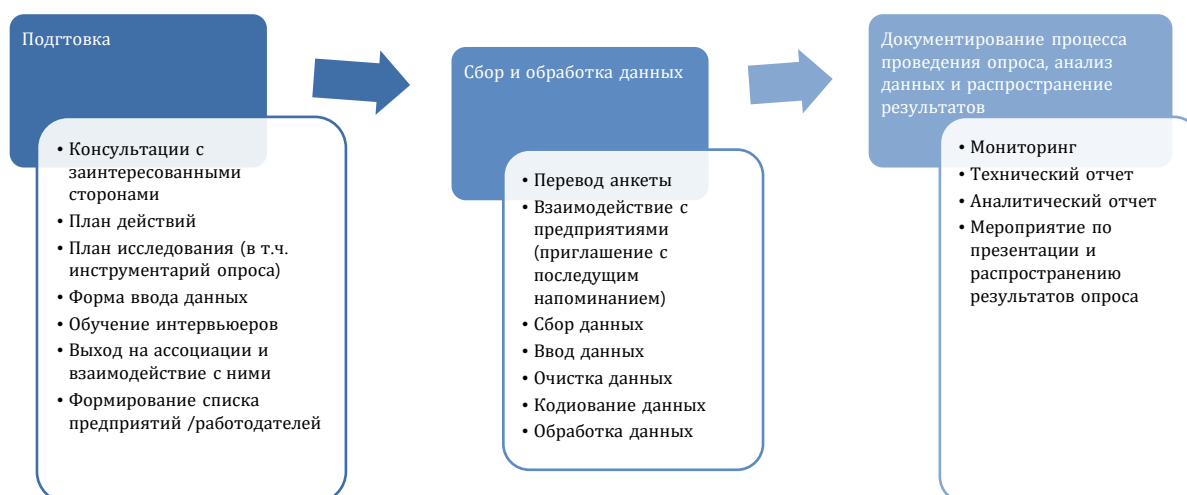 Подгтовка
• Консультации с
заинтересованными
сторонами
• План действий
• План исследования (в т.ч.
инструментарий опроса)
• Форма ввода данных
• Обучение интервьюеров
• Выход на ассоциации и
взаимодействие с ними
• Формирование списка
предприятий /работодателей
Сбор и обработка данных
• Перевод анкеты
• Взаимодействие с
предприятиями
(приглашение с
последущим
напоминанием)
• Сбор данных
• Ввод данных
• Очистка данных
• Кодиование данных
• Обработка данных
Документирование процесса
проведения опроса, анализ
данных и распространение
результатов
• Мониторинг
• Технический отчет
• Аналитический отчет
• Мероприятие по
презентации и
распространению
результатов опроса